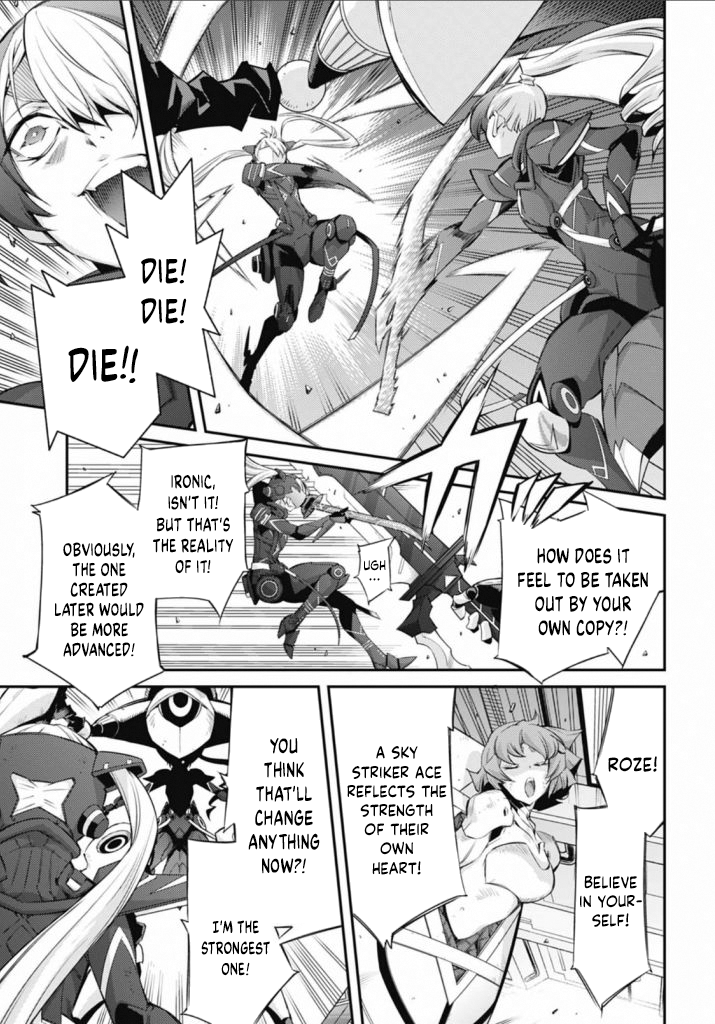 DIE!
DIE!
DIE!!
HOW DOES IT
FEEL TO BE TAKEN
OUT BY YOUR
OWN COPY?!
UGH
...
IRONIC,
ISN'T IT!
BUT THAT'S
THE REALITY
OF IT!
OBVIOUSLY,
THE ONE
CREATED
LATER WOULD
BE MORE
ADVANCED!
ROZE!
BELIEVE
IN YOUR-
SELF!
A SKY
STRIKER ACE
REFLECTS THE
STRENGTH
OF THEIR
OWN
HEART!
YOU
THINK
THAT'LL
CHANGE
ANYTHING
NOW?!
I'M THE
STRONGEST
ONE!